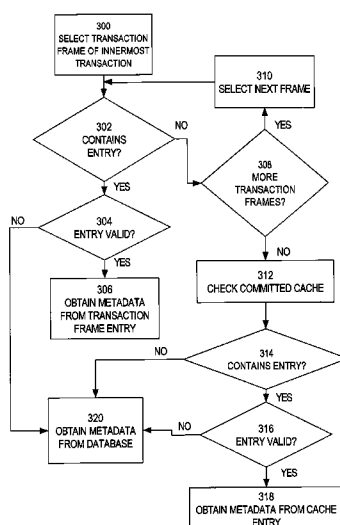 300
SELECT TRANSACTION
FRAME OF INNERMOST
TRANSACTION
310
SELECT NEXT FRAME
302
CONTAINS
ENTRY?
NO
YES
308
MORE
TRANSACTION
FRAMES?
YES
NO
304
ENTRY VALID?
NO
YES
306
OBTAIN METADATA
FROM TRANSACTION
FRAME ENTRY
312
CHECK COMMITTED CACHE
314
CONTAINS ENTRY?
NO
YES
320
OBTAIN METADATA
FROM DATABASE
316
ENTRY VALID?
NO
YES
318
OBTAIN METADATA FROM CACHE
ENTRY